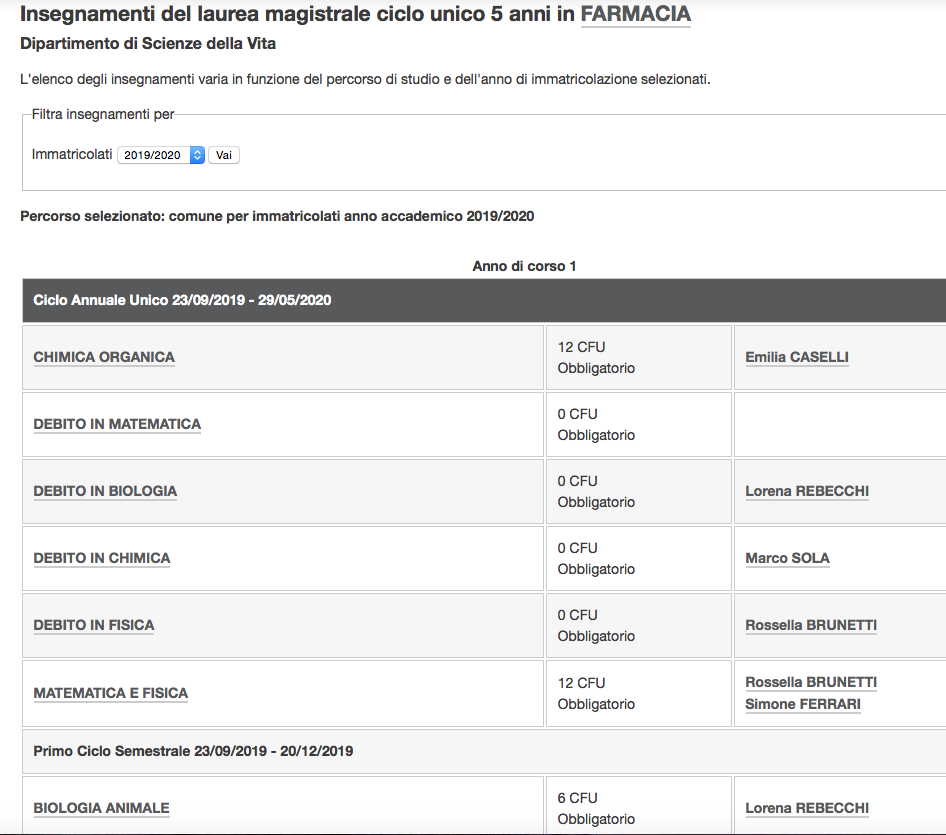 Insegnamenti del laurea magistrale ciclo unico 5 anni in FARMACIA
Dipartimento di Scienze della Vita
L'elenco degli insegnamenti varia in funzione del percorso di studio e dell'anno di immatricolazione selezionati.
Filtra insegnamenti per
Immatricolati 2019/2020 Vai
Percorso selezionato: comune per immatricolati anno accademico 2019/2020
Anno di corso 1
Ciclo Annuale Unico 23/09/2019 - 29/05/2020
CHIMICA ORGANICA
12 CFU
Obbligatorio
Emilia CASELLI
DEBITO IN MATEMATICA
0 CFU
Obbligatorio
DEBITO IN BIOLOGIA
0 CFU
Obbligatorio
Lorena REBECCHI
DEBITO IN CHIMICA
0 CFU
Obbligatorio
Marco SOLA
DEBITO IN FISICA
0 CFU
Obbligatorio
Rossella BRUNETTI
MATEMATICA E FISICA
12 CFU
Obbligatorio
Rossella BRUNETTI
Simone FERRARI
Primo Ciclo Semestrale 23/09/2019 - 20/12/2019
BIOLOGIA ANIMALE
6 CFU
Obbligatorio
Lorena REBECCHI